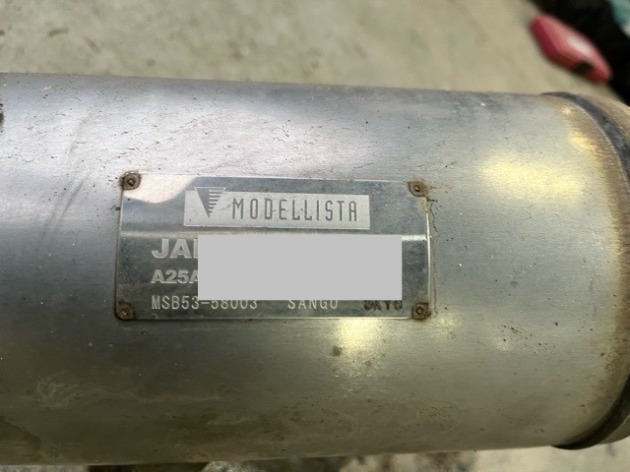 MODELLISTA
JA
A25A
MSB53-58003 SANGO